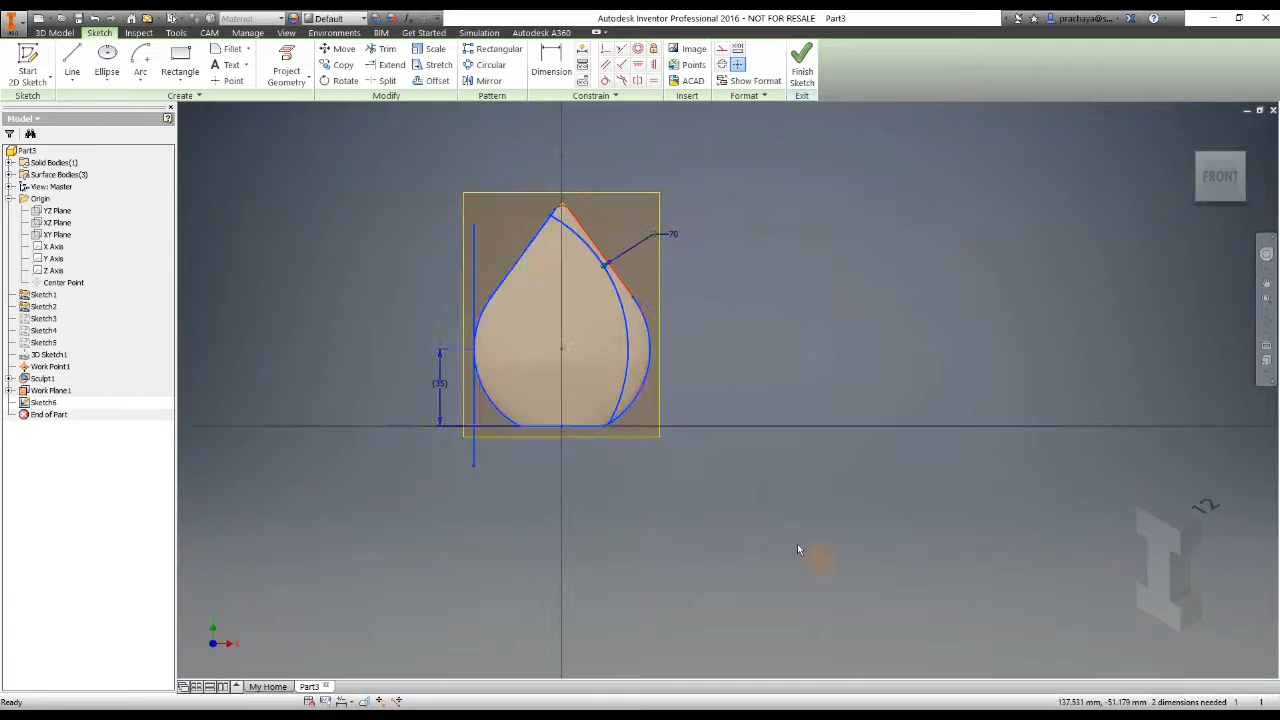 Material
Default
Autodesk Inventor Professional 2016 - NOT FOR RESALE Part3
prachaya@s...
PRO
3D Model Sketch Inspect View Tools CAM Manage Environments BIM Get Started Simulation Autodesk A360
Start
2D Sketch
Line
Ellipse
Arc
Rectangle
Fillet
Text
Point
Project
Geometry
Move
Copy
Rotate
Trim
Extend
Split
Scale
Stretch
Offset
Rectangular
Circular
Mirror
Dimension
Image
Points
ACAD
Show Format
Finish
Sketch
Sketch Create Modify Pattern Constrain Insert Format Exit
Model
Part3
Solid Bodies(1)
Surface Bodies(3)
View: Master
Origin
YZ Plane
XZ Plane
XY Plane
X Axis
Y Axis
Z Axis
Center Point
Sketch1
Sketch2
Sketch3
Sketch4
Sketch5
3D Sketch1
Work Point1
Sculpt1
Work Plane1
Sketch6
End of Part
FRONT
70
(35)
12
X
My Home Part3
Ready
137.531 mm, -51.179 mm 2 dimensions needed 1 1